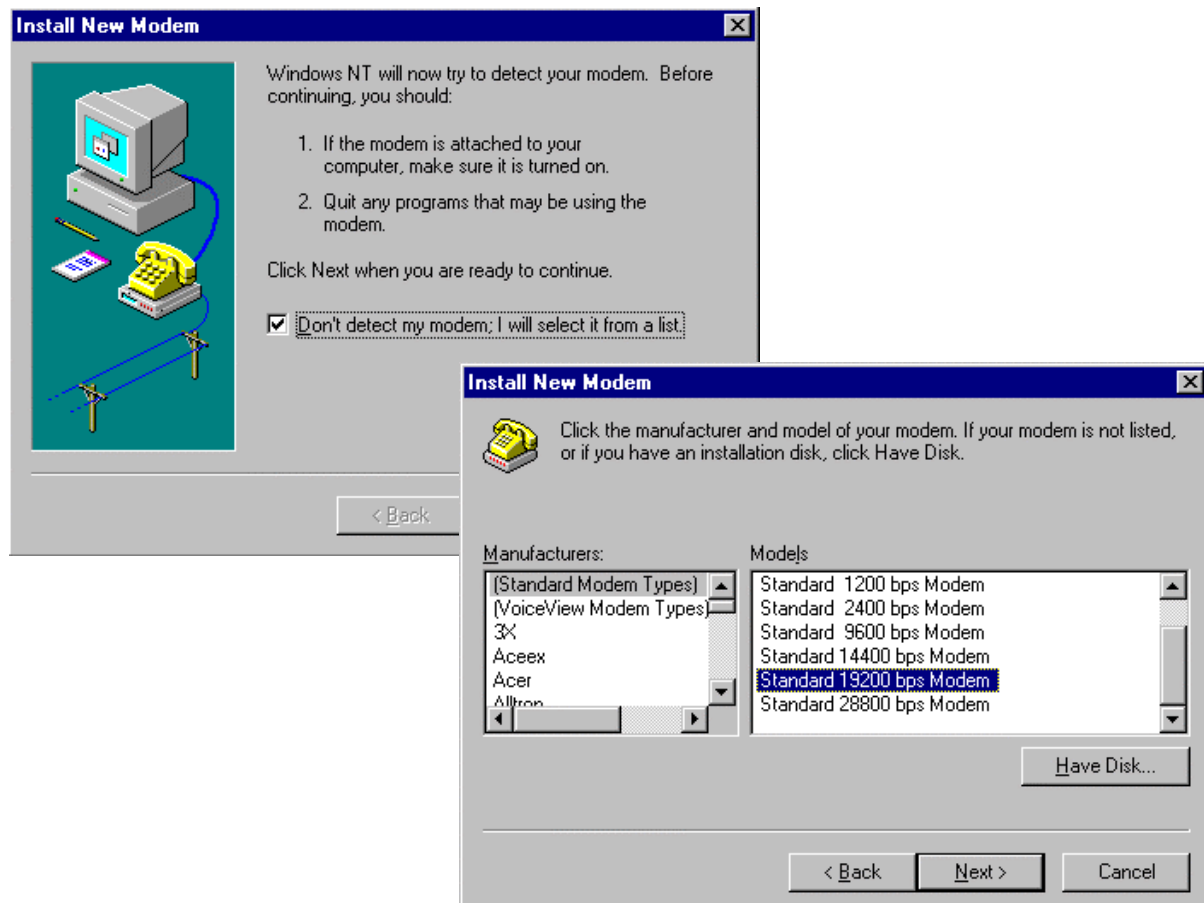 Install New Modem
Windows NT will now try to detect your modem. Before
continuing, you should:
1. If the modem is attached to your
computer, make sure it is turned on.
2. Quit any programs that may be using the
modem.
Click Next when you are ready to continue.
Don't detect my modem; I will select it from a list.
< Back
Install New Modem
Click the manufacturer and model of your modem. If your modem is not listed,
or if you have an installation disk, click Have Disk.
Manufacturers:
(Standard Modem Types)
(VoiceView Modem Types)
3X
Aceex
Acer
Alltron
Models
Standard 1200 bps Modem
Standard 2400 bps Modem
Standard 9600 bps Modem
Standard 14400 bps Modem
Standard 19200 bps Modem
Standard 28800 bps Modem
Have Disk...
< Back
Next >
Cancel